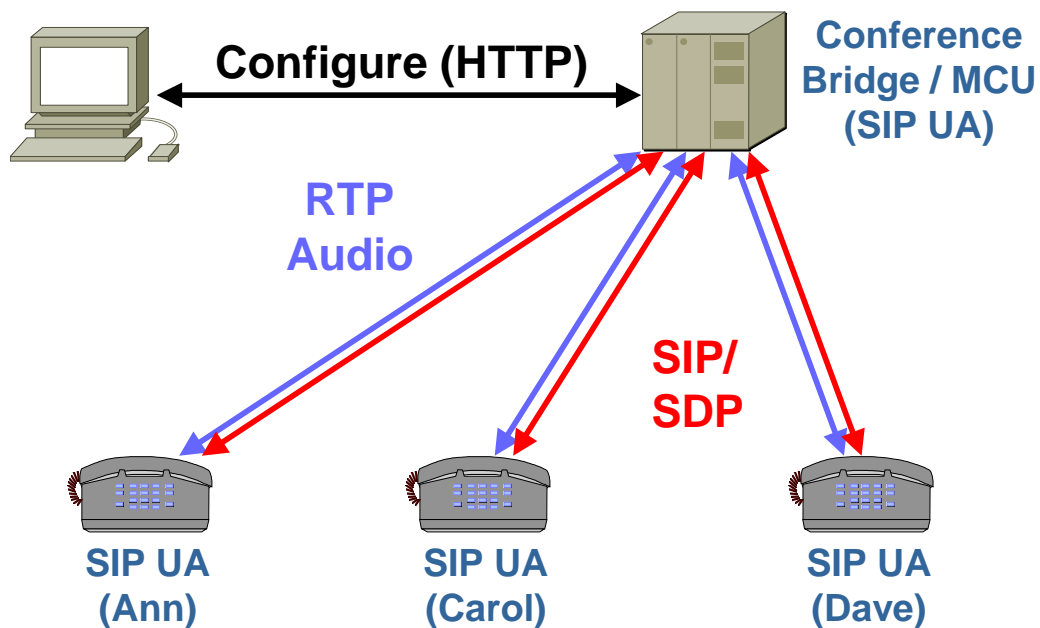 Configure (HTTP)
Conference
Bridge / MCU
(SIP UA)
RTP
Audio
SIP/
SDP
SIP UA
(Ann)
SIP UA
(Carol)
SIP UA
(Dave)